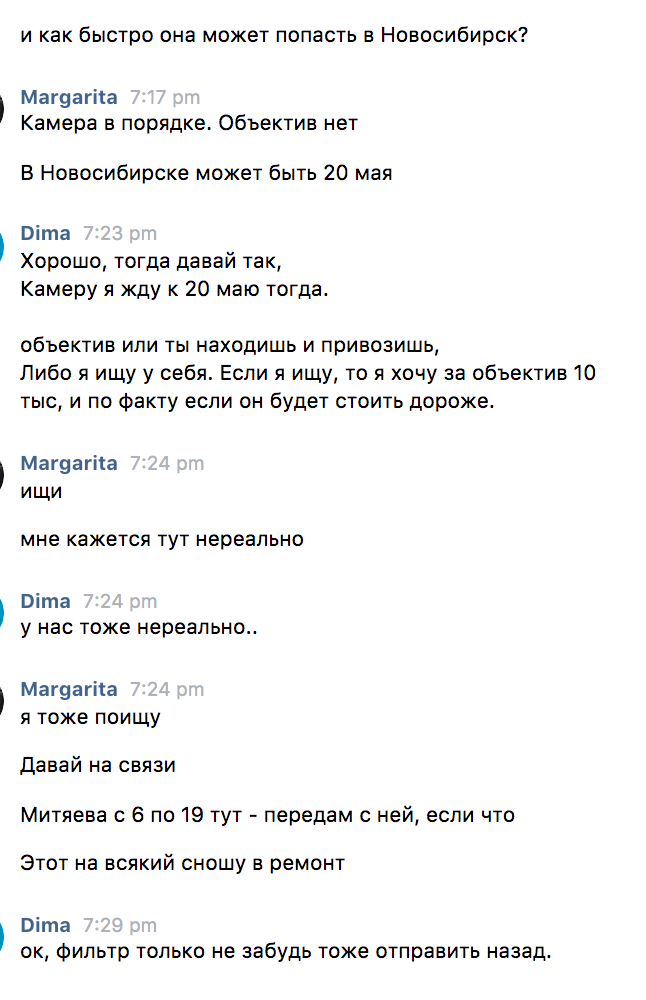 и как быстро она может попасть в Новосибирск?
Margarita 7:17 pm
Камера в порядке. Объектив нет
В Новосибирске может быть 20 мая
Dima 7:23 pm
Хорошо, тогда давай так,
Камеру я жду к 20 маю тогда.
объектив или ты находишь и привозишь,
Либо я ищу у себя. Если я ищу, то я хочу за объектив 10
тыс, и по факту если он будет стоить дороже.
Margarita 7:24 pm
ищи
мне кажется тут нереально
Dima 7:24 pm
у нас тоже нереально..
Margarita 7:24 pm
я тоже поищу
Давай на связи
Митяева с 6 по 19 тут - передам с ней, если что
Этот на всякий сношу в ремонт
Dima 7:29 pm
ок, фильтр только не забудь тоже отправить назад.